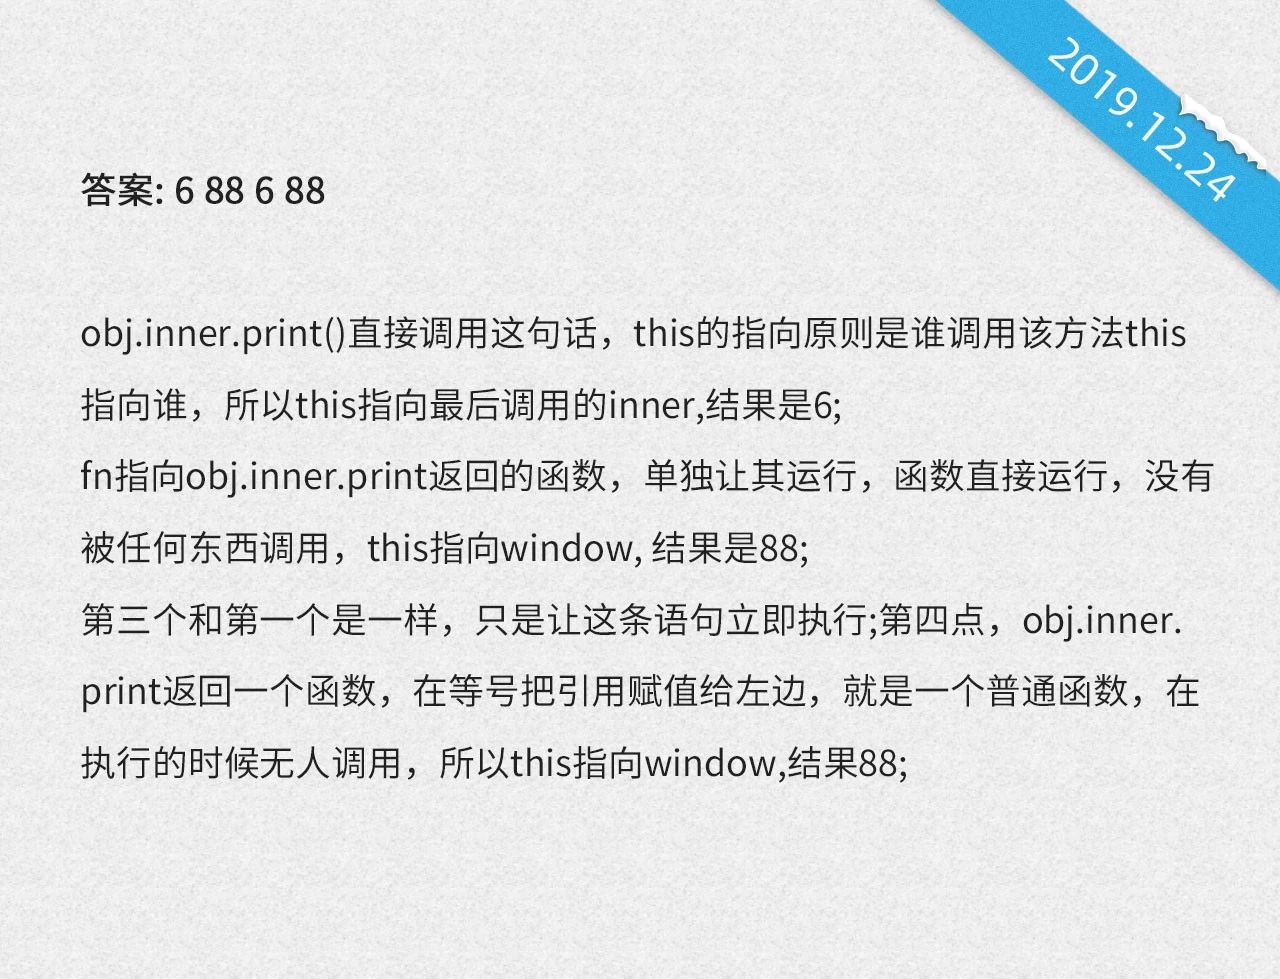 2019.12.24
答案: 6 88 6 88
obj.inner.print()直接调用这句话，this的指向原则是谁调用该方法this
指向谁，所以this指向最后调用的inner,结果是6;
fn指向obj.inner.print返回的函数，单独让其运行，函数直接运行，没有
被任何东西调用，this指向window, 结果是88;
第三个和第一个是一样，只是让这条语句立即执行;第四点，obj.inner.
print返回一个函数，在等号把引用赋值给左边，就是一个普通函数，在
执行的时候无人调用，所以this指向window,结果88;